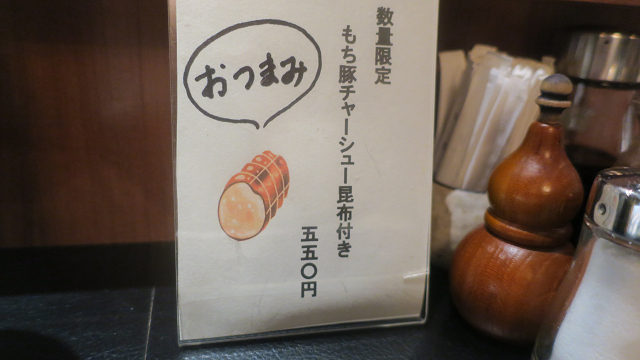 数量限定
もち豚チャーシュー昆布付き
五五〇円
おつまみ